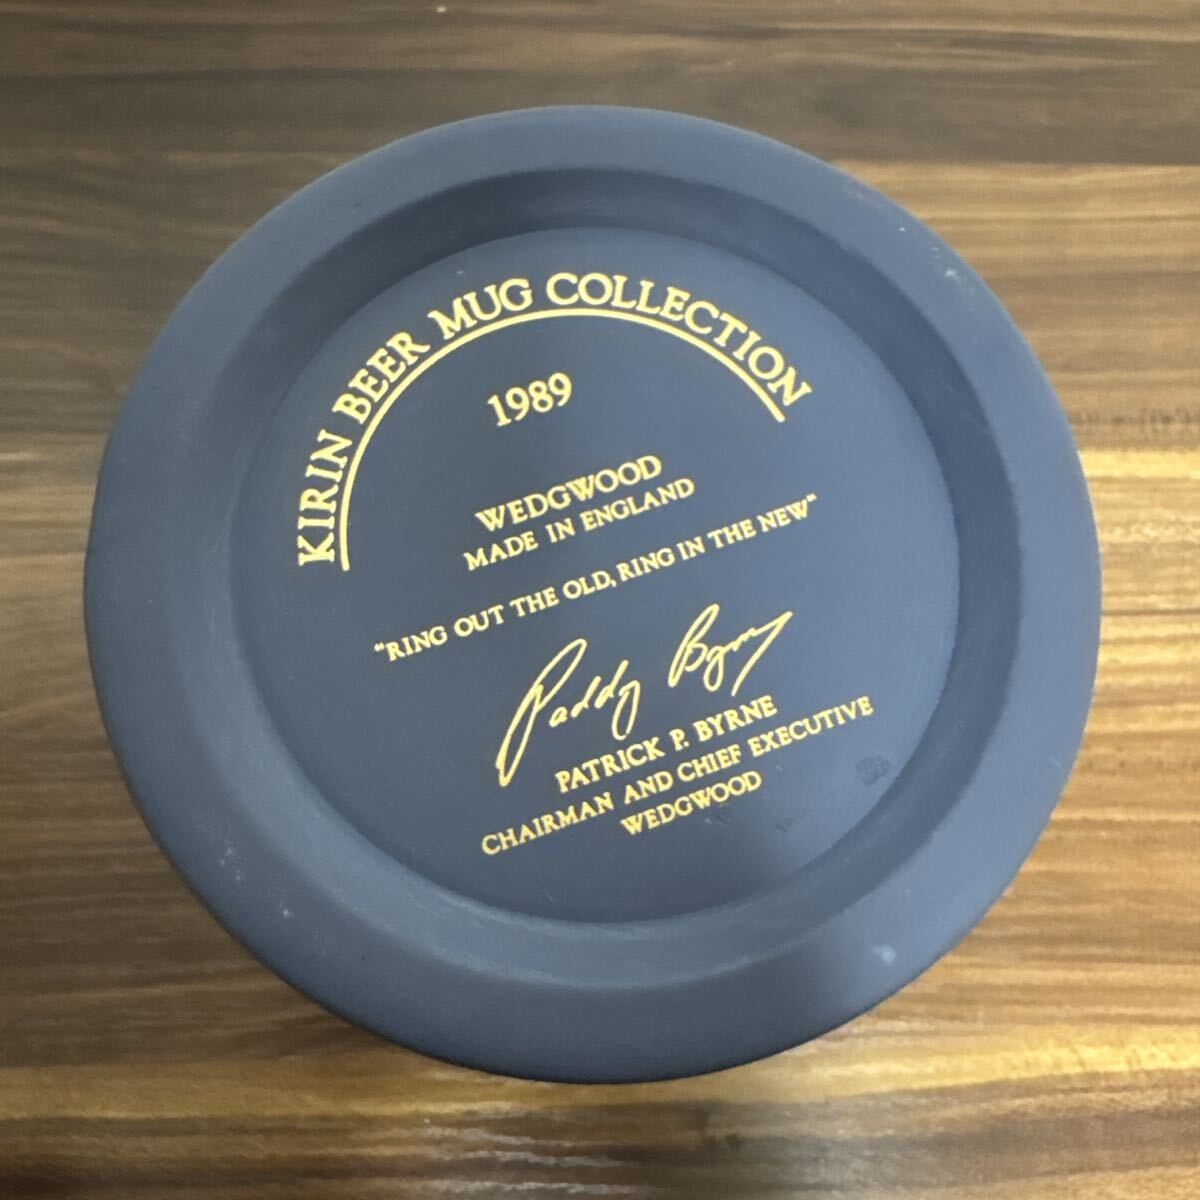 KIRIN BEER MUG COLLECTION
1989
WEDGWOOD
MADE IN ENGLAND
"RING OUT THE OLD, RING IN THE NEW"
Paddy Byrne
PATRICK P. BYRNE
CHAIRMAN AND CHIEF EXECUTIVE
WEDGWOOD